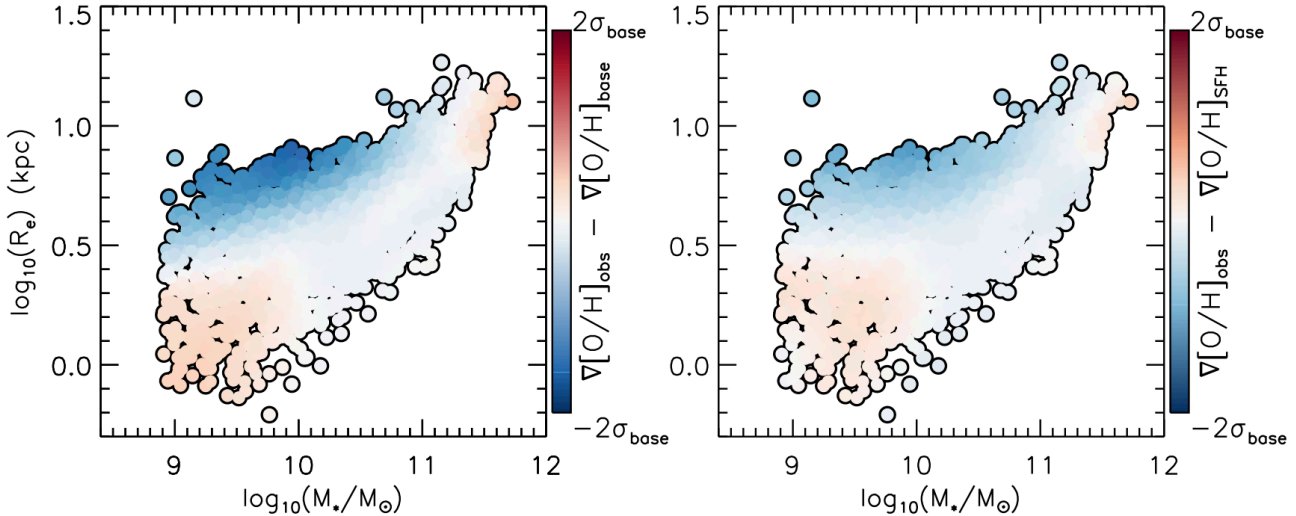 1.5
1.0
0.5
0.0
log₁₀(Rₑ) (kpc)
9 10 11 12
log₁₀(M*/M⊙)
2σbase
∇[O/H]obs − ∇[O/H]base
−2σbase
1.5
1.0
0.5
0.0
9 10 11 12
log₁₀(M*/M⊙)
2σbase
∇[O/H]obs − ∇[O/H]SFH
−2σbase